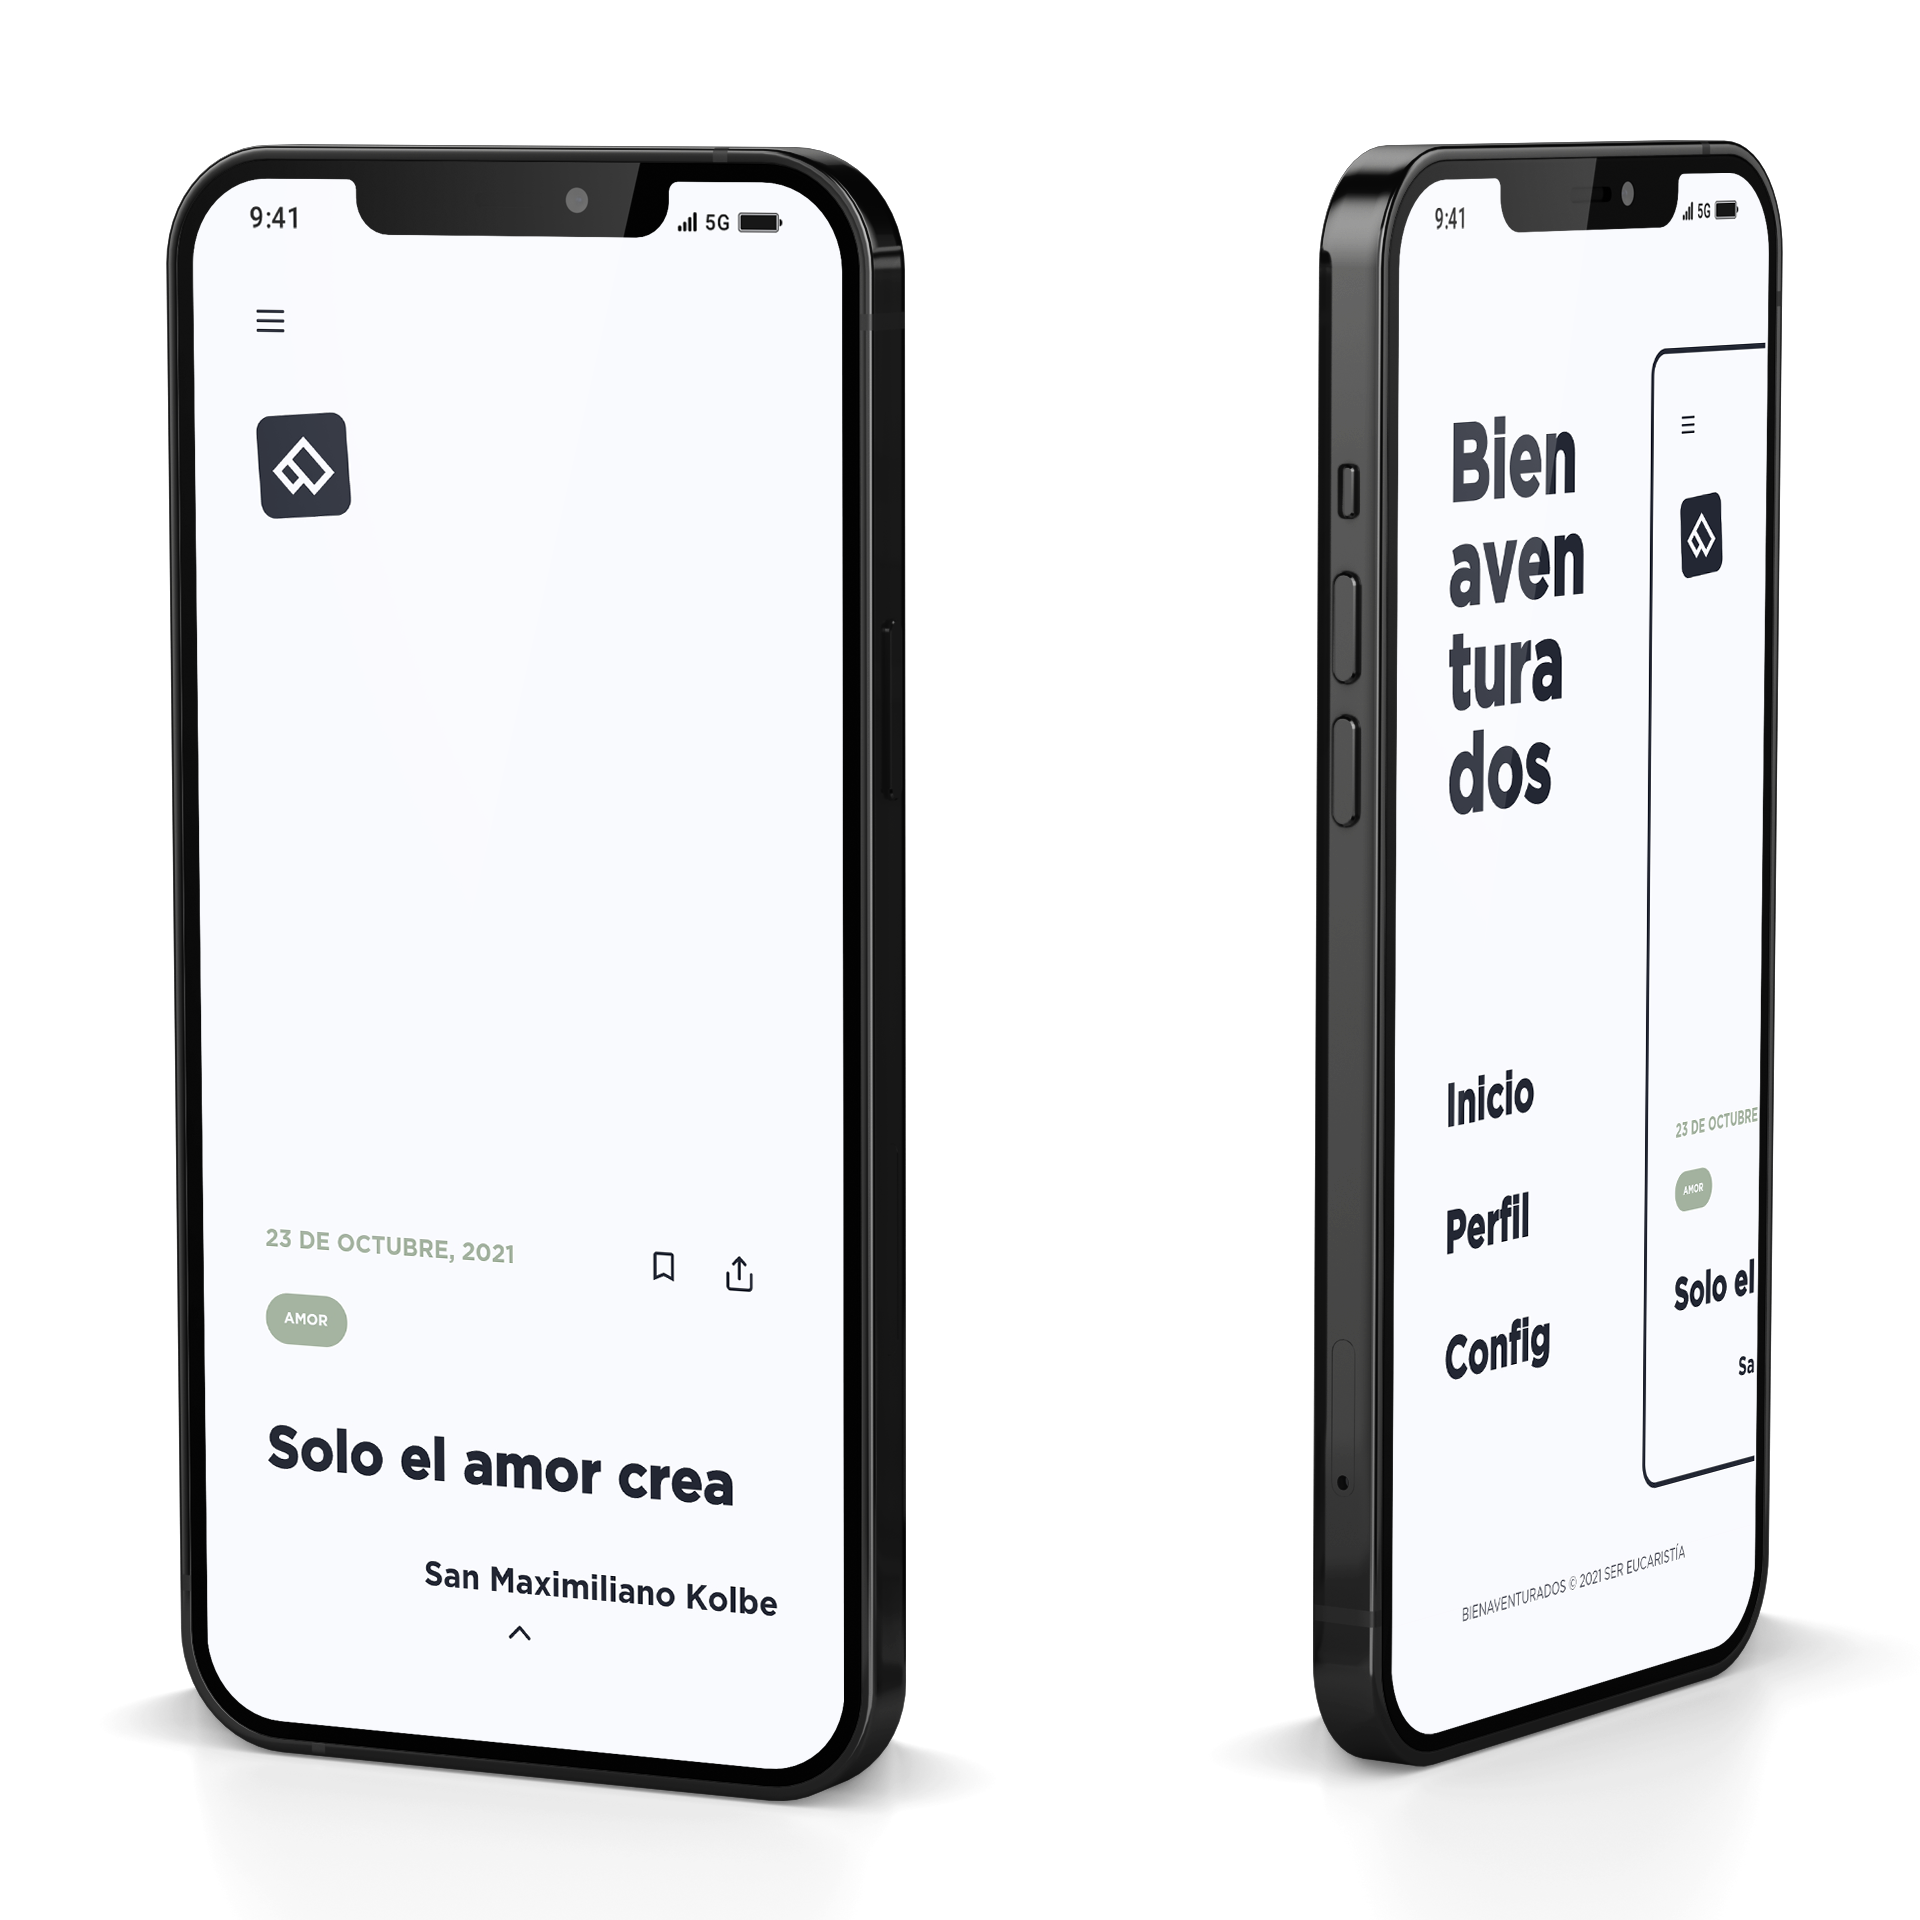 9:41
5G
23 DE OCTUBRE, 2021
AMOR
Solo el amor crea
San Maximiliano Kolbe
9:41
5G
Bien
aven
tura
dos
Inicio
Perfil
Config
23 DE OCTUBRE
AMOR
Solo el
Sa
BIENAVENTURADOS © 2021 SER EUCARISTÍA